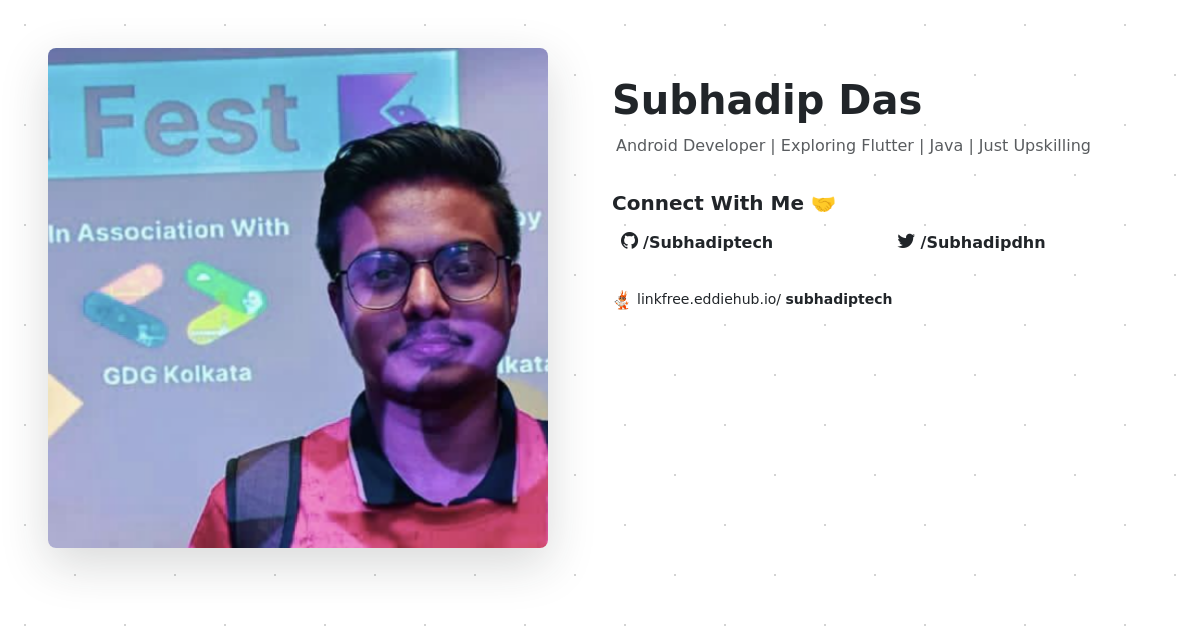 Fest
In Association With
by
GDG Kolkata
Subhadip Das
Android Developer | Exploring Flutter | Java | Just Upskilling
Connect With Me 🤝
/Subhadiptech
/Subhadipdhn
linkfree.eddiehub.io/ subhadiptech